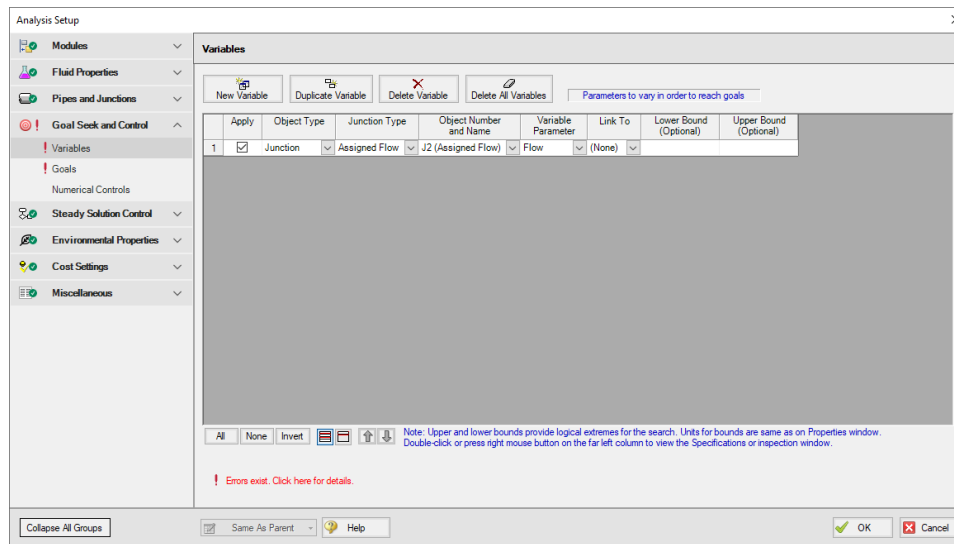 Analysis Setup
Modules
Fluid Properties
Pipes and Junctions
Goal Seek and Control
Variables
Goals
Numerical Controls
Steady Solution Control
Environmental Properties
Cost Settings
Miscellaneous
Collapse All Groups
Variables
New Variable
Duplicate Variable
Delete Variable
Delete All Variables
Parameters to vary in order to reach goals
Apply
Object Type
Junction Type
Object Number
and Name
Variable
Parameter
Link To
Lower Bound
(Optional)
Upper Bound
(Optional)
1 Junction Assigned Flow J2 (Assigned Flow) Flow (None)
All None Invert
Note: Upper and lower bounds provide logical extremes for the search. Units for bounds are same as on Properties window.
Double-click or press right mouse button on the far left column to view the Specifications or inspection window.
Errors exist. Click here for details.
Same As Parent
Help
OK
Cancel